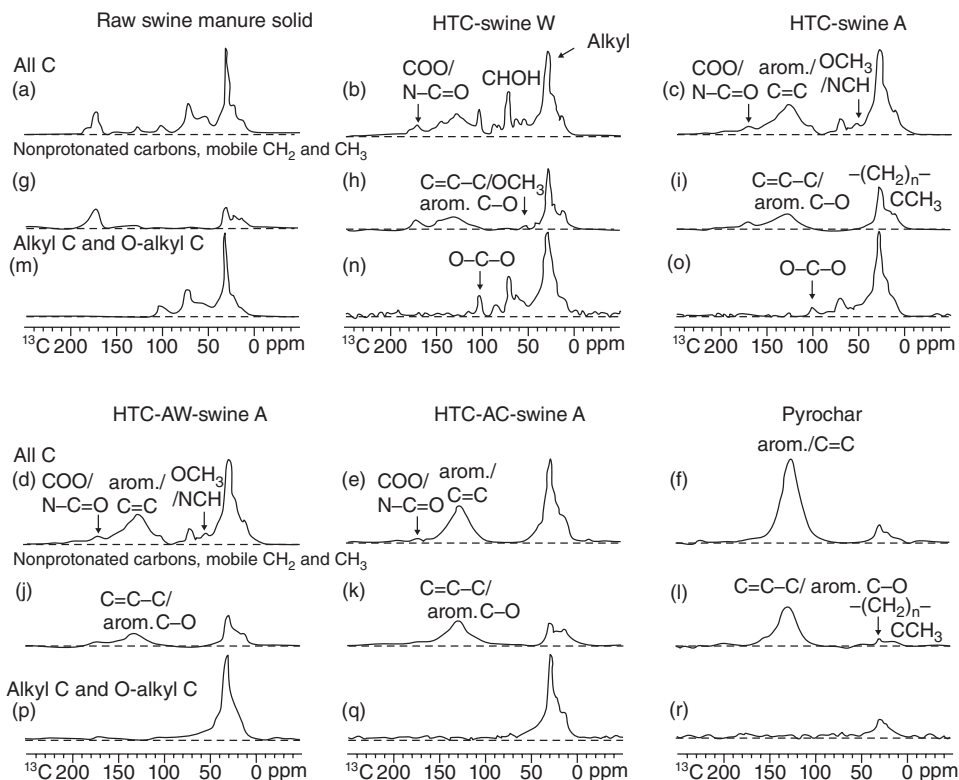 Raw swine manure solid
HTC-swine W
HTC-swine A
All C
(a)
(b)
COO/
N–C=O
CHOH
Alkyl
(c)
COO/
N–C=O
arom./
C=C
OCH3
/NCH
Nonprotonated carbons, mobile CH2 and CH3
(g)
(h)
C=C–C/OCH3
arom. C–O
(i)
C=C–C/
arom. C–O
–(CH2)n–
CCH3
Alkyl C and O-alkyl C
(m)
(n)
O–C–O
(o)
O–C–O
13C 200 150 100 50 0 ppm
13C 200 150 100 50 0 ppm
13C 200 150 100 50 0 ppm
HTC-AW-swine A
HTC-AC-swine A
Pyrochar
All C
(d)
COO/
N–C=O
arom./
C=C
OCH3
/NCH
(e)
COO/
N–C=O
arom./
C=C
(f)
arom./C=C
Nonprotonated carbons, mobile CH2 and CH3
(j)
C=C–C/
arom.C–O
(k)
C=C–C/
arom.C–O
(l)
C=C–C/ arom. C–O
–(CH2)n–
CCH3
Alkyl C and O-alkyl C
(p)
(q)
(r)
13C 200 150 100 50 0 ppm
13C 200 150 100 50 0 ppm
13C 200 150 100 50 0 ppm